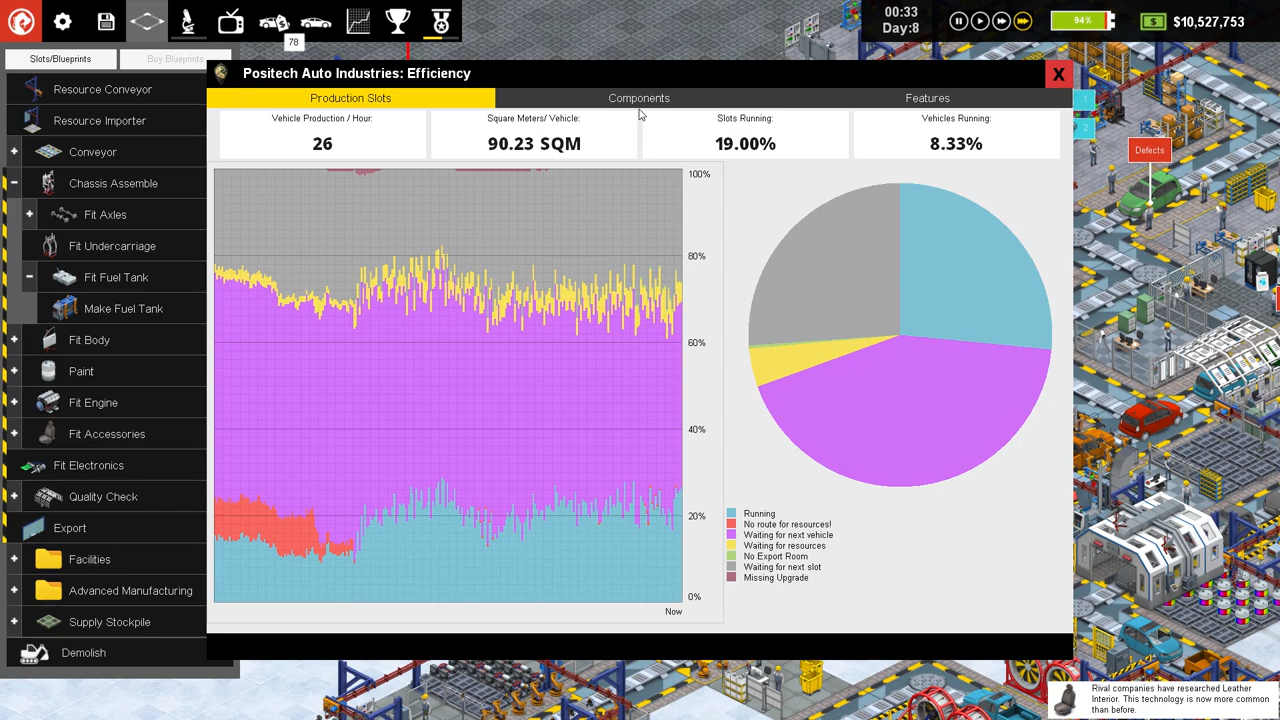 78
00:33
Day:8
94%
$
$10,527,753
Slots/Blueprints
Buy Blueprints
Resource Conveyor
Resource Importer
Conveyor
Chassis Assemble
Fit Axles
Fit Undercarriage
Fit Fuel Tank
Make Fuel Tank
Fit Body
Paint
Fit Engine
Fit Accessories
Fit Electronics
Quality Check
Export
Facilties
Advanced Manufacturing
Supply Stockpile
Demolish
Positech Auto Industries: Efficiency
X
Production Slots
Components
Features
Vehicle Production / Hour:
26
Square Meters/ Vehicle:
90.23 SQM
Slots Running:
19.00%
Vehicles Running:
8.33%
100%
80%
60%
40%
20%
0%
Now
Running
No route for resources!
Waiting for next vehicle
Waiting for resources
No Export Room
Waiting for next slot
Missing Upgrade
1
2
Defects
Rival companies have researched Leather
Interior. This technology is now more common
than before.